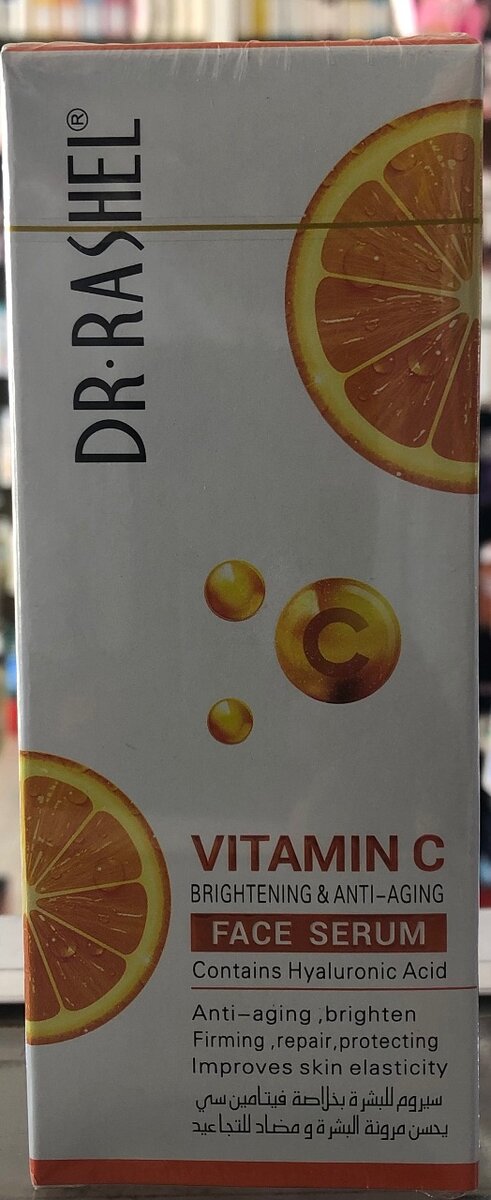 DR·RASHEL®
C
VITAMIN C
BRIGHTENING & ANTI-AGING
FACE SERUM
Contains Hyaluronic Acid
Anti-aging ,brighten
Firming ,repair,protecting
Improves skin elasticity
سيروم للبشرة بخلاصة فيتامين سي
يحسن مرونة البشرة و مضاد للتجاعيد